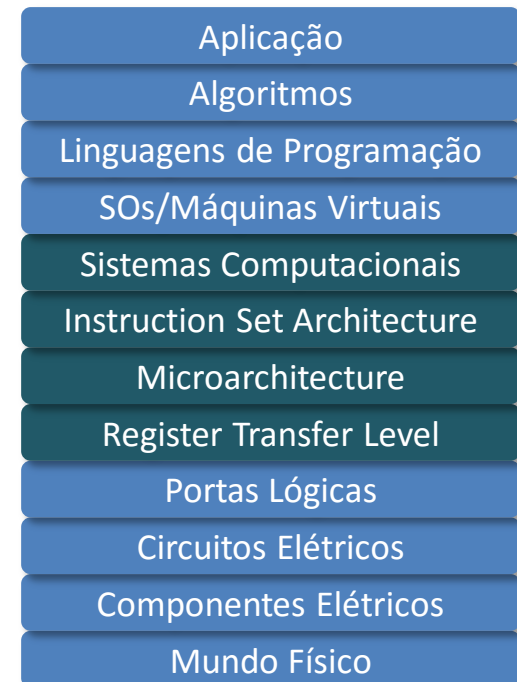 Aplicação
Algoritmos
Linguagens de Programação
SOs/Máquinas Virtuais
Sistemas Computacionais
Instruction Set Architecture
Microarchitecture
Register Transfer Level
Portas Lógicas
Circuitos Elétricos
Componentes Elétricos
Mundo Físico